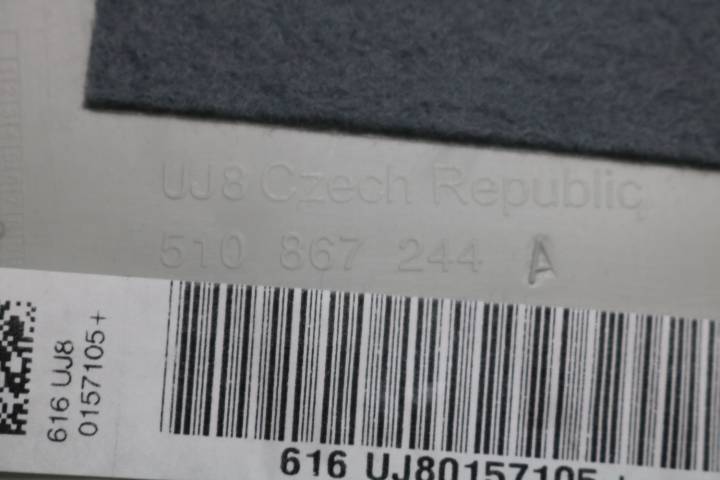 UJ8 Czech Republic
510 867 244 A
616 UJ8
0157105+
616 UJ80157105+